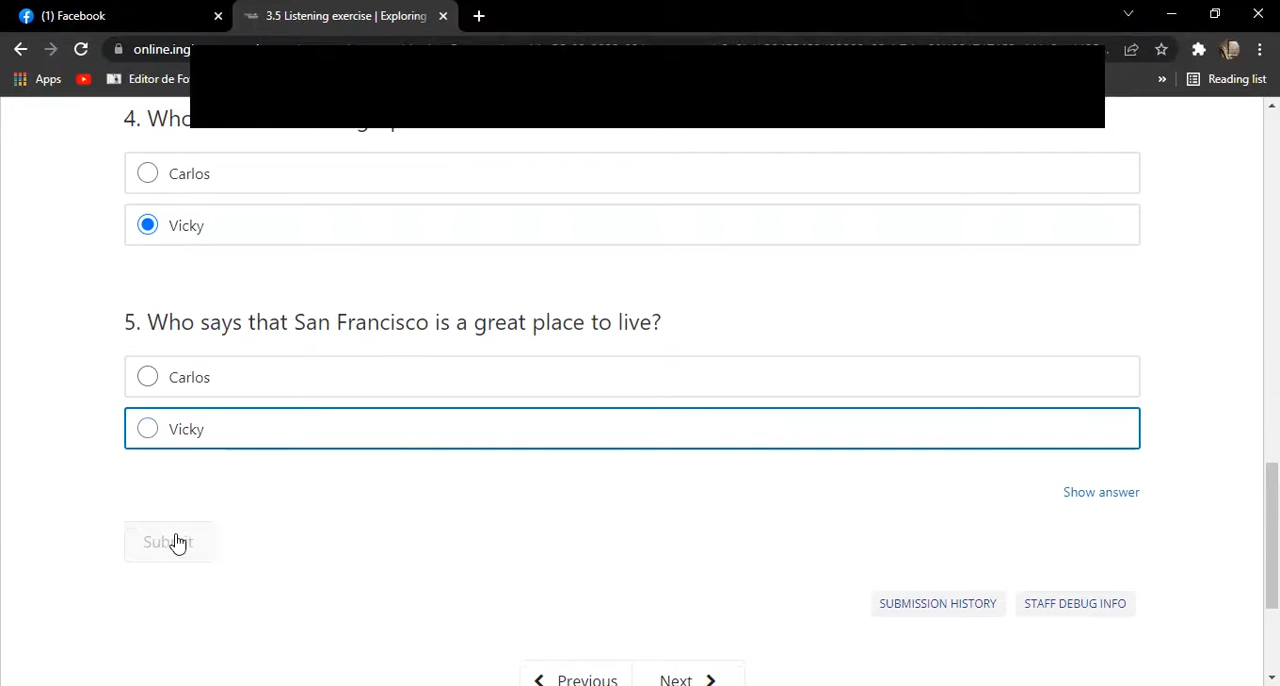 (1) Facebook
3.5 Listening exercise | Exploring
online.ing
Apps
Editor de Fo
»
Reading list
4. Who
Carlos
Vicky
5. Who says that San Francisco is a great place to live?
Carlos
Vicky
Show answer
Submit
SUBMISSION HISTORY
STAFF DEBUG INFO
Previous
Next